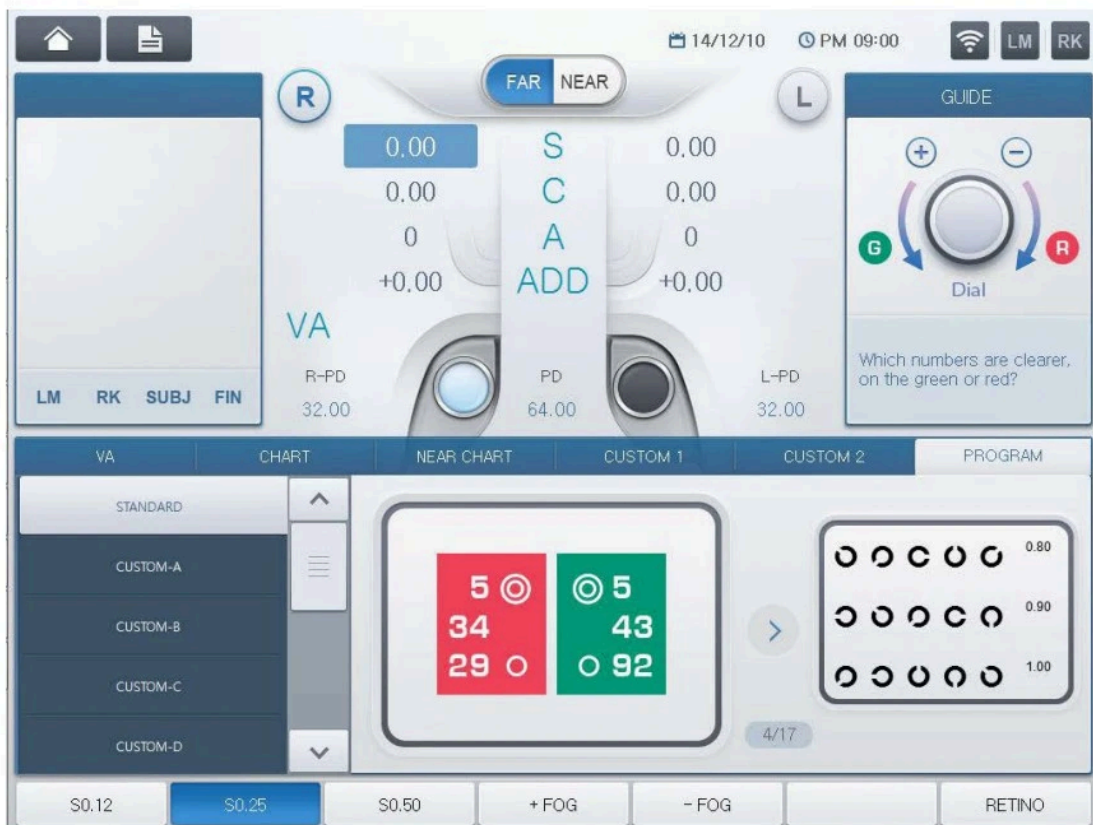 14/12/10 PM 09:00 LM RK
R FAR NEAR L GUIDE
0.00 S 0.00
0.00 C 0.00
0 A 0
+0.00 ADD +0.00
VA
+ −
G R
Dial
Which numbers are clearer,
on the green or red?
R-PD PD L-PD
32.00 64.00 32.00
LM RK SUBJ FIN
VA CHART NEAR CHART CUSTOM 1 CUSTOM 2 PROGRAM
STANDARD
CUSTOM-A
CUSTOM-B
CUSTOM-C
CUSTOM-D
5 5
34 43
29 92
0.80
0.90
1.00
4/17
S0.12 S0.25 S0.50 + FOG - FOG RETINO